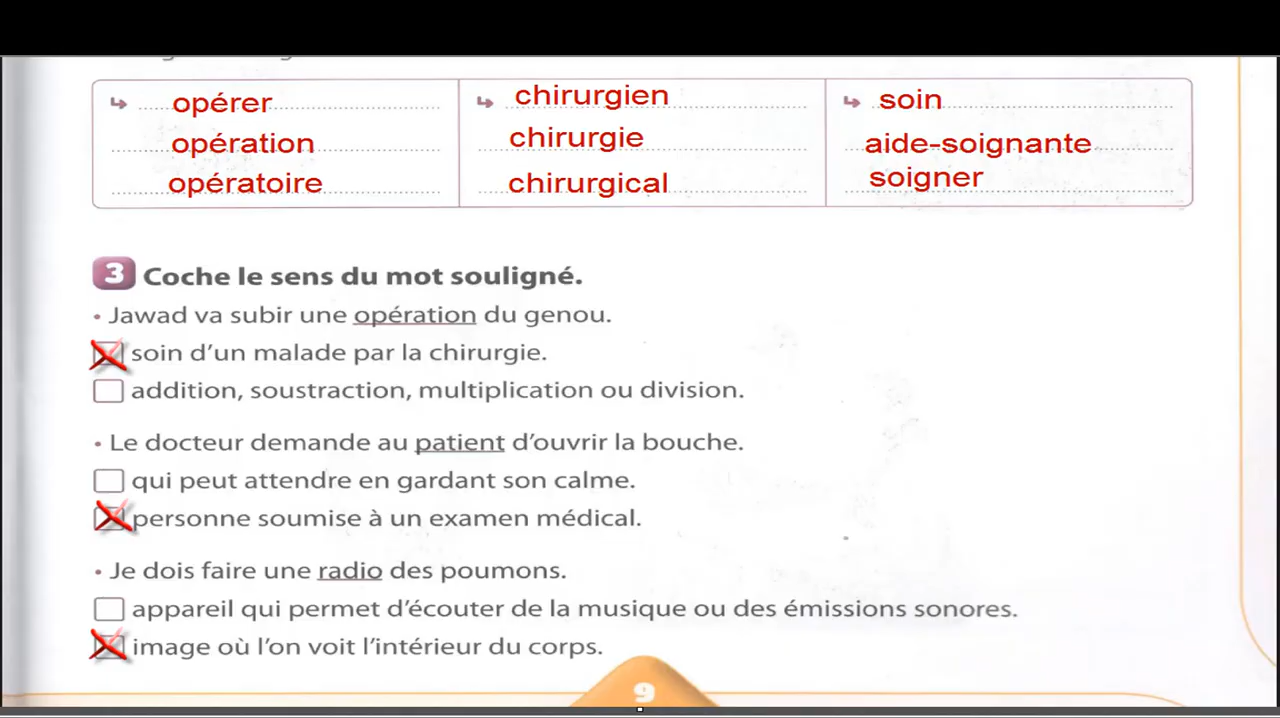 opérer
opération
opératoire
chirurgien
chirurgie
chirurgical
soin
aide-soignante
soigner
3 Coche le sens du mot souligné.
• Jawad va subir une opération du genou.
soin d'un malade par la chirurgie.
addition, soustraction, multiplication ou division.
• Le docteur demande au patient d'ouvrir la bouche.
qui peut attendre en gardant son calme.
personne soumise à un examen médical.
• Je dois faire une radio des poumons.
appareil qui permet d'écouter de la musique ou des émissions sonores.
image où l'on voit l'intérieur du corps.
9